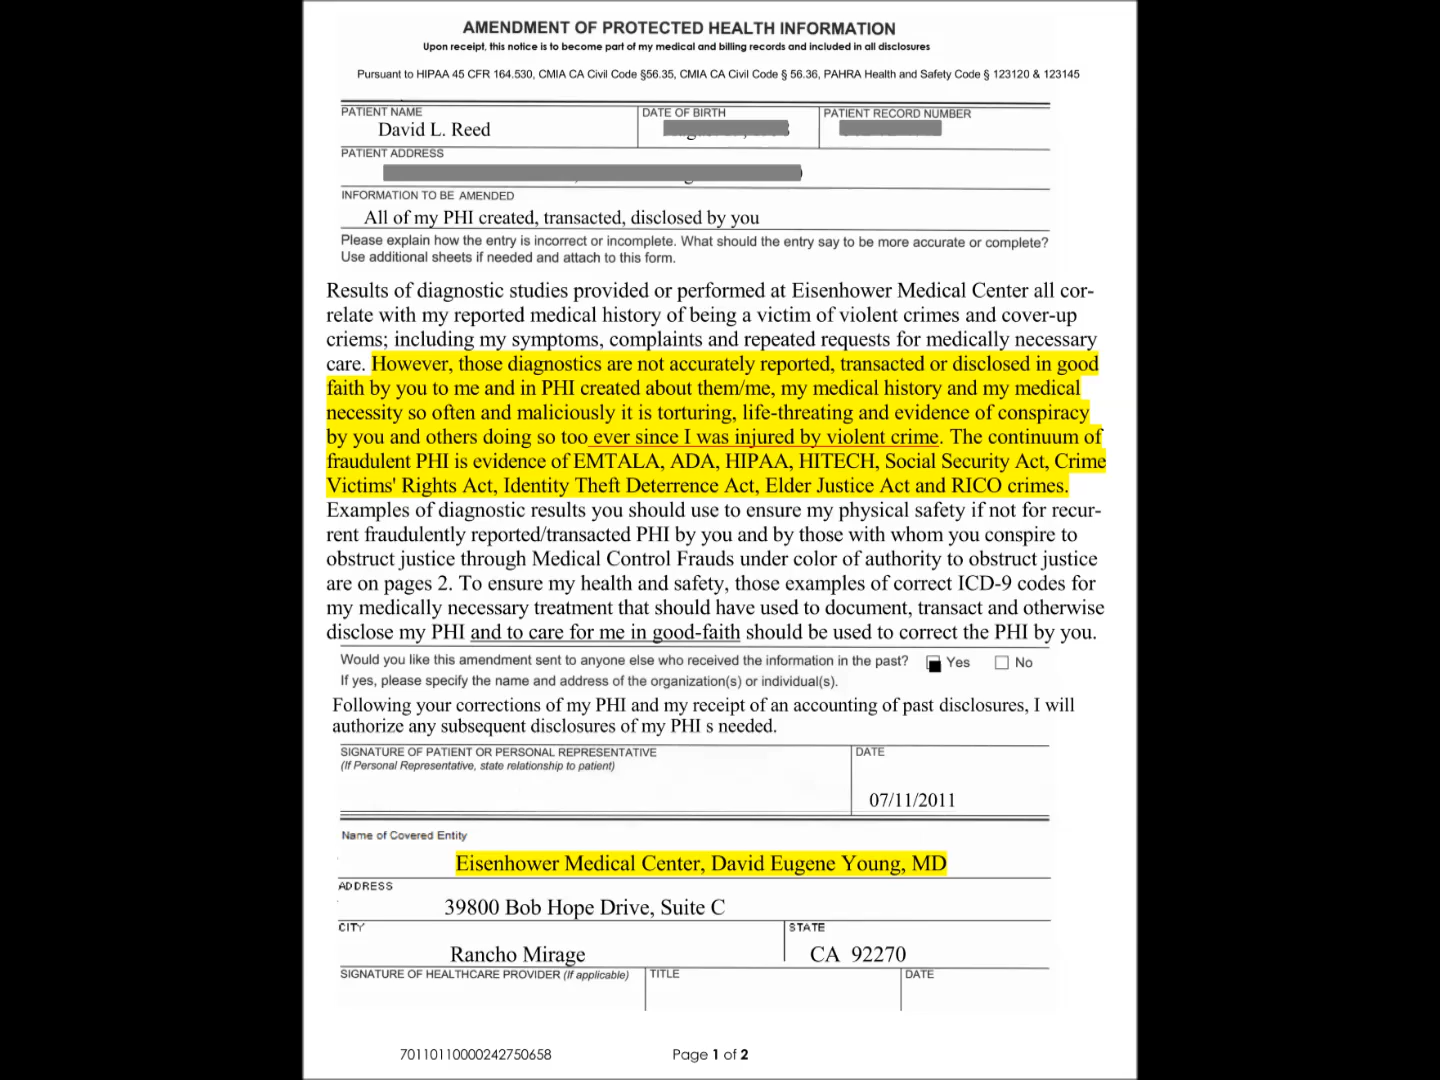 AMENDMENT OF PROTECTED HEALTH INFORMATION
Upon receipt, this notice is to become part of my medical and billing records and included in all disclosures
Pursuant to HIPAA 45 CFR 164.530, CMIA CA Civil Code §56.35, CMIA CA Civil Code § 56.36, PAHRA Health and Safety Code § 123120 & 123145
PATIENT NAME
David L. Reed
DATE OF BIRTH
PATIENT RECORD NUMBER
PATIENT ADDRESS
INFORMATION TO BE AMENDED
All of my PHI created, transacted, disclosed by you
Please explain how the entry is incorrect or incomplete. What should the entry say to be more accurate or complete?
Use additional sheets if needed and attach to this form.
Results of diagnostic studies provided or performed at Eisenhower Medical Center all cor-
relate with my reported medical history of being a victim of violent crimes and cover-up
criems; including my symptoms, complaints and repeated requests for medically necessary
care. However, those diagnostics are not accurately reported, transacted or disclosed in good
faith by you to me and in PHI created about them/me, my medical history and my medical
necessity so often and maliciously it is torturing, life-threating and evidence of conspiracy
by you and others doing so too ever since I was injured by violent crime. The continuum of
fraudulent PHI is evidence of EMTALA, ADA, HIPAA, HITECH, Social Security Act, Crime
Victims' Rights Act, Identity Theft Deterrence Act, Elder Justice Act and RICO crimes.
Examples of diagnostic results you should use to ensure my physical safety if not for recur-
rent fraudulently reported/transacted PHI by you and by those with whom you conspire to
obstruct justice through Medical Control Frauds under color of authority to obstruct justice
are on pages 2. To ensure my health and safety, those examples of correct ICD-9 codes for
my medically necessary treatment that should have used to document, transact and otherwise
disclose my PHI and to care for me in good-faith should be used to correct the PHI by you.
Would you like this amendment sent to anyone else who received the information in the past? Yes No
If yes, please specify the name and address of the organization(s) or individual(s).
Following your corrections of my PHI and my receipt of an accounting of past disclosures, I will
authorize any subsequent disclosures of my PHI s needed.
SIGNATURE OF PATIENT OR PERSONAL REPRESENTATIVE
(If Personal Representative, state relationship to patient)
DATE
07/11/2011
Name of Covered Entity
Eisenhower Medical Center, David Eugene Young, MD
ADDRESS
39800 Bob Hope Drive, Suite C
CITY
Rancho Mirage
STATE
CA 92270
SIGNATURE OF HEALTHCARE PROVIDER (If applicable)
TITLE
DATE
70110110000242750658
Page 1 of 2